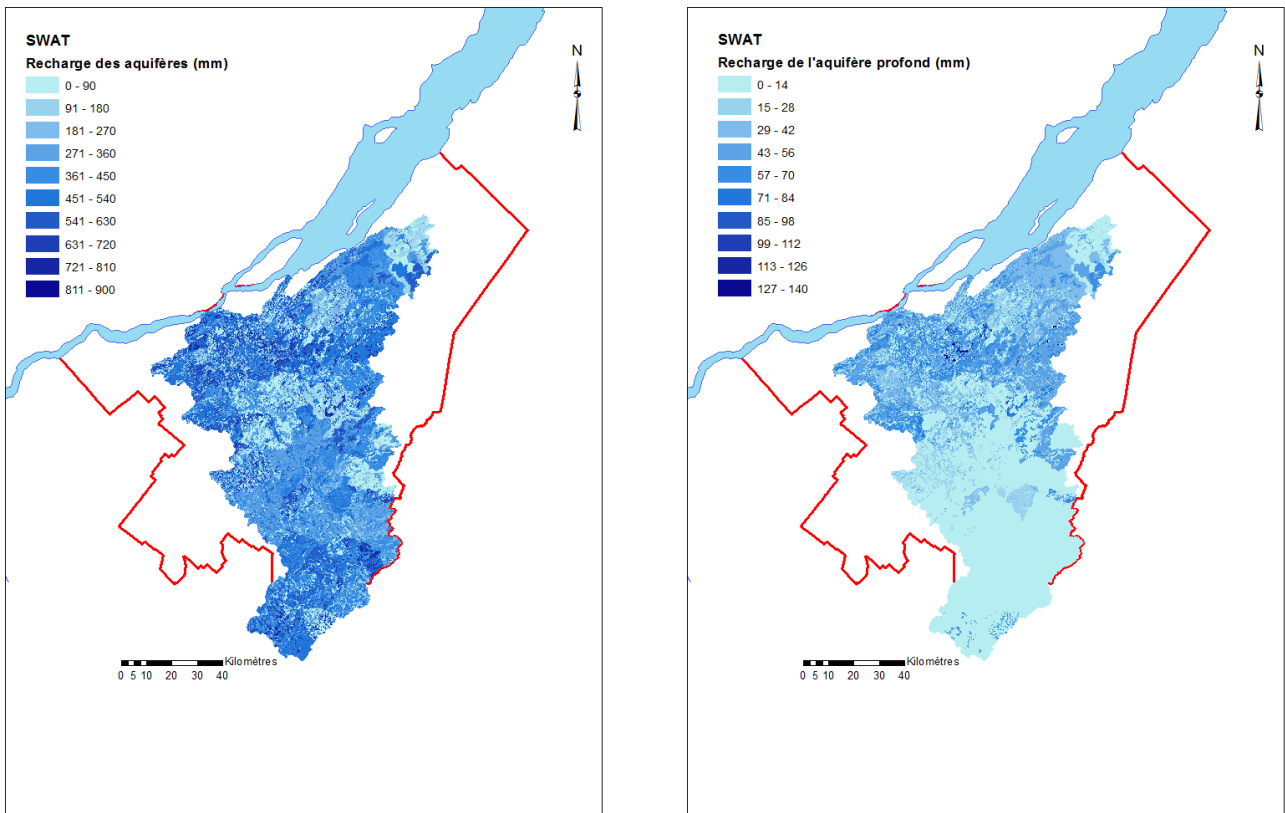 SWAT
Recharge des aquifères (mm)
0 - 90
91 - 180
181 - 270
271 - 360
361 - 450
451 - 540
541 - 630
631 - 720
721 - 810
811 - 900
N
Kilomètres
0 5 10 20 30 40
SWAT
Recharge de l'aquifère profond (mm)
0 - 14
15 - 28
29 - 42
43 - 56
57 - 70
71 - 84
85 - 98
99 - 112
113 - 126
127 - 140
N
Kilomètres
0 5 10 20 30 40